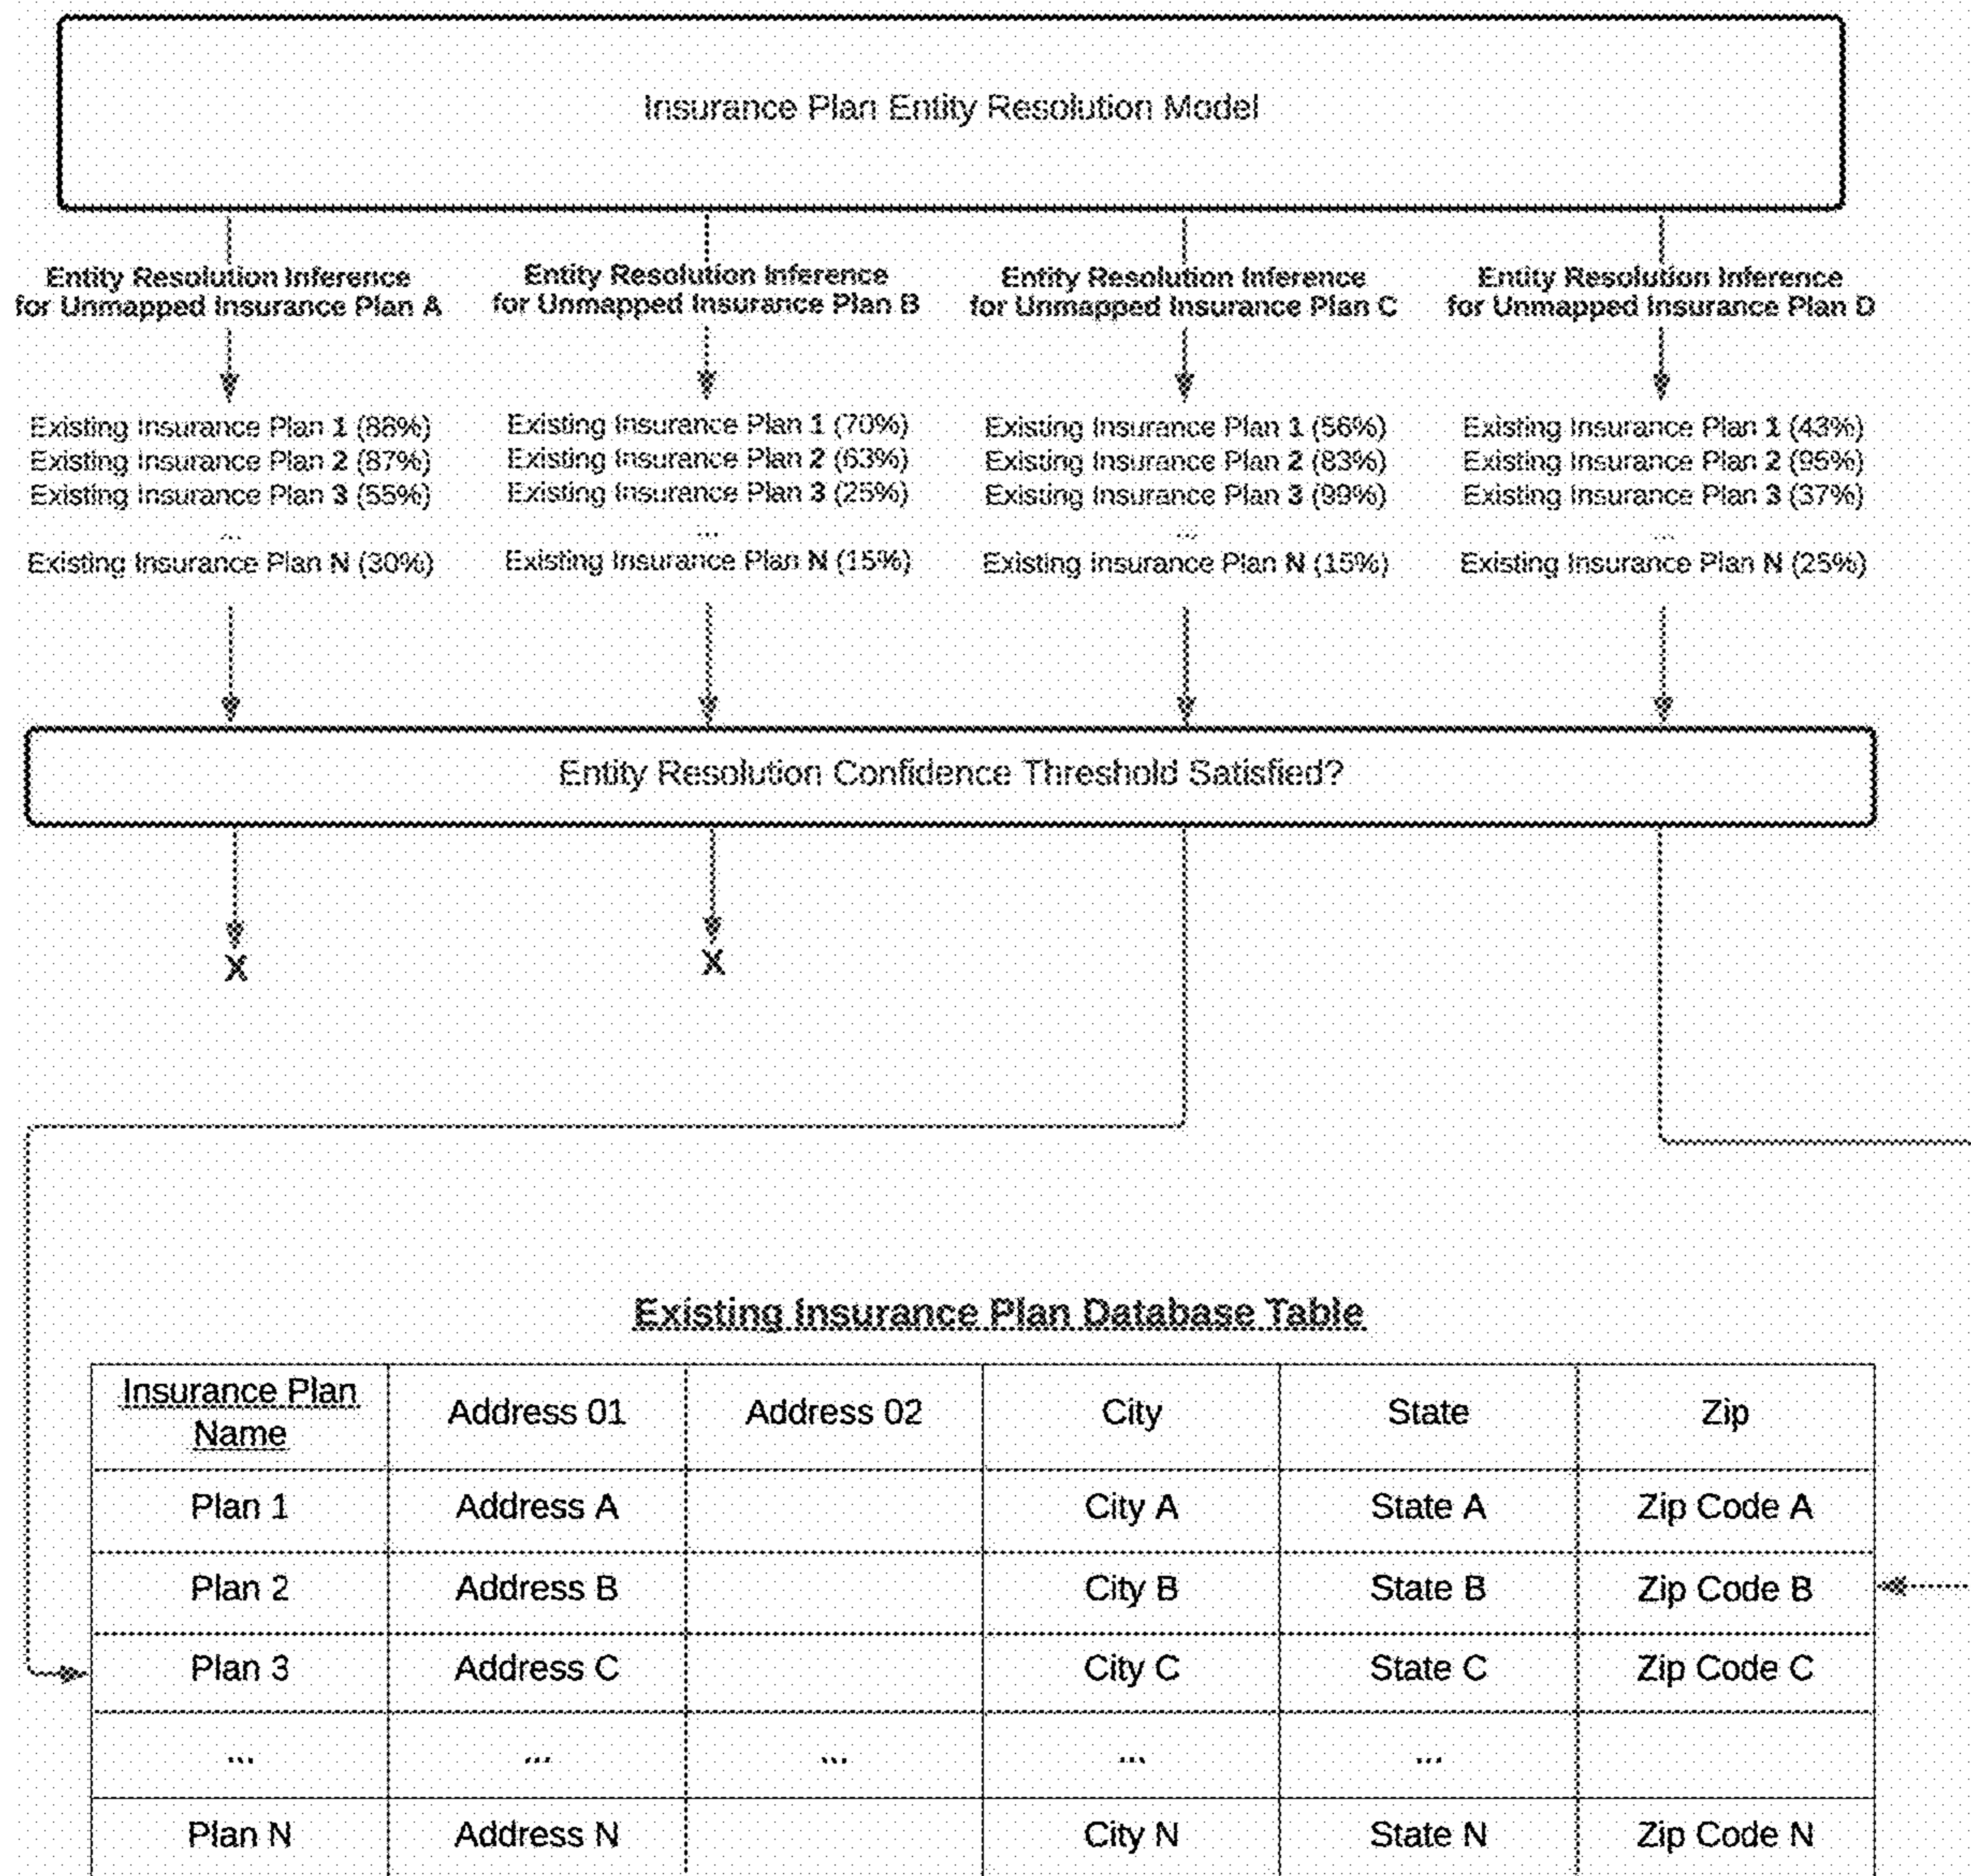 Insurance Plan Entity Resolution Model
Entity Resolution Inference
for Unmapped Insurance Plan A
Entity Resolution Inference
for Unmapped Insurance Plan B
Entity Resolution Inference
for Unmapped Insurance Plan C
Entity Resolution Inference
for Unmapped Insurance Plan D
Existing Insurance Plan 1 (88%)
Existing Insurance Plan 2 (87%)
Existing Insurance Plan 3 (55%)
...
Existing Insurance Plan N (30%)
Existing Insurance Plan 1 (70%)
Existing Insurance Plan 2 (63%)
Existing Insurance Plan 3 (25%)
...
Existing Insurance Plan N (15%)
Existing Insurance Plan 1 (56%)
Existing Insurance Plan 2 (83%)
Existing Insurance Plan 3 (99%)
...
Existing Insurance Plan N (15%)
Existing Insurance Plan 1 (43%)
Existing Insurance Plan 2 (95%)
Existing Insurance Plan 3 (37%)
...
Existing Insurance Plan N (25%)
Entity Resolution Confidence Threshold Satisfied?
X X
Existing Insurance Plan Database Table
Insurance Plan
Name
Address 01 Address 02 City State Zip
Plan 1 Address A City A State A Zip Code A
Plan 2 Address B City B State B Zip Code B
Plan 3 Address C City C State C Zip Code C
... ... ... ... ...
Plan N Address N City N State N Zip Code N